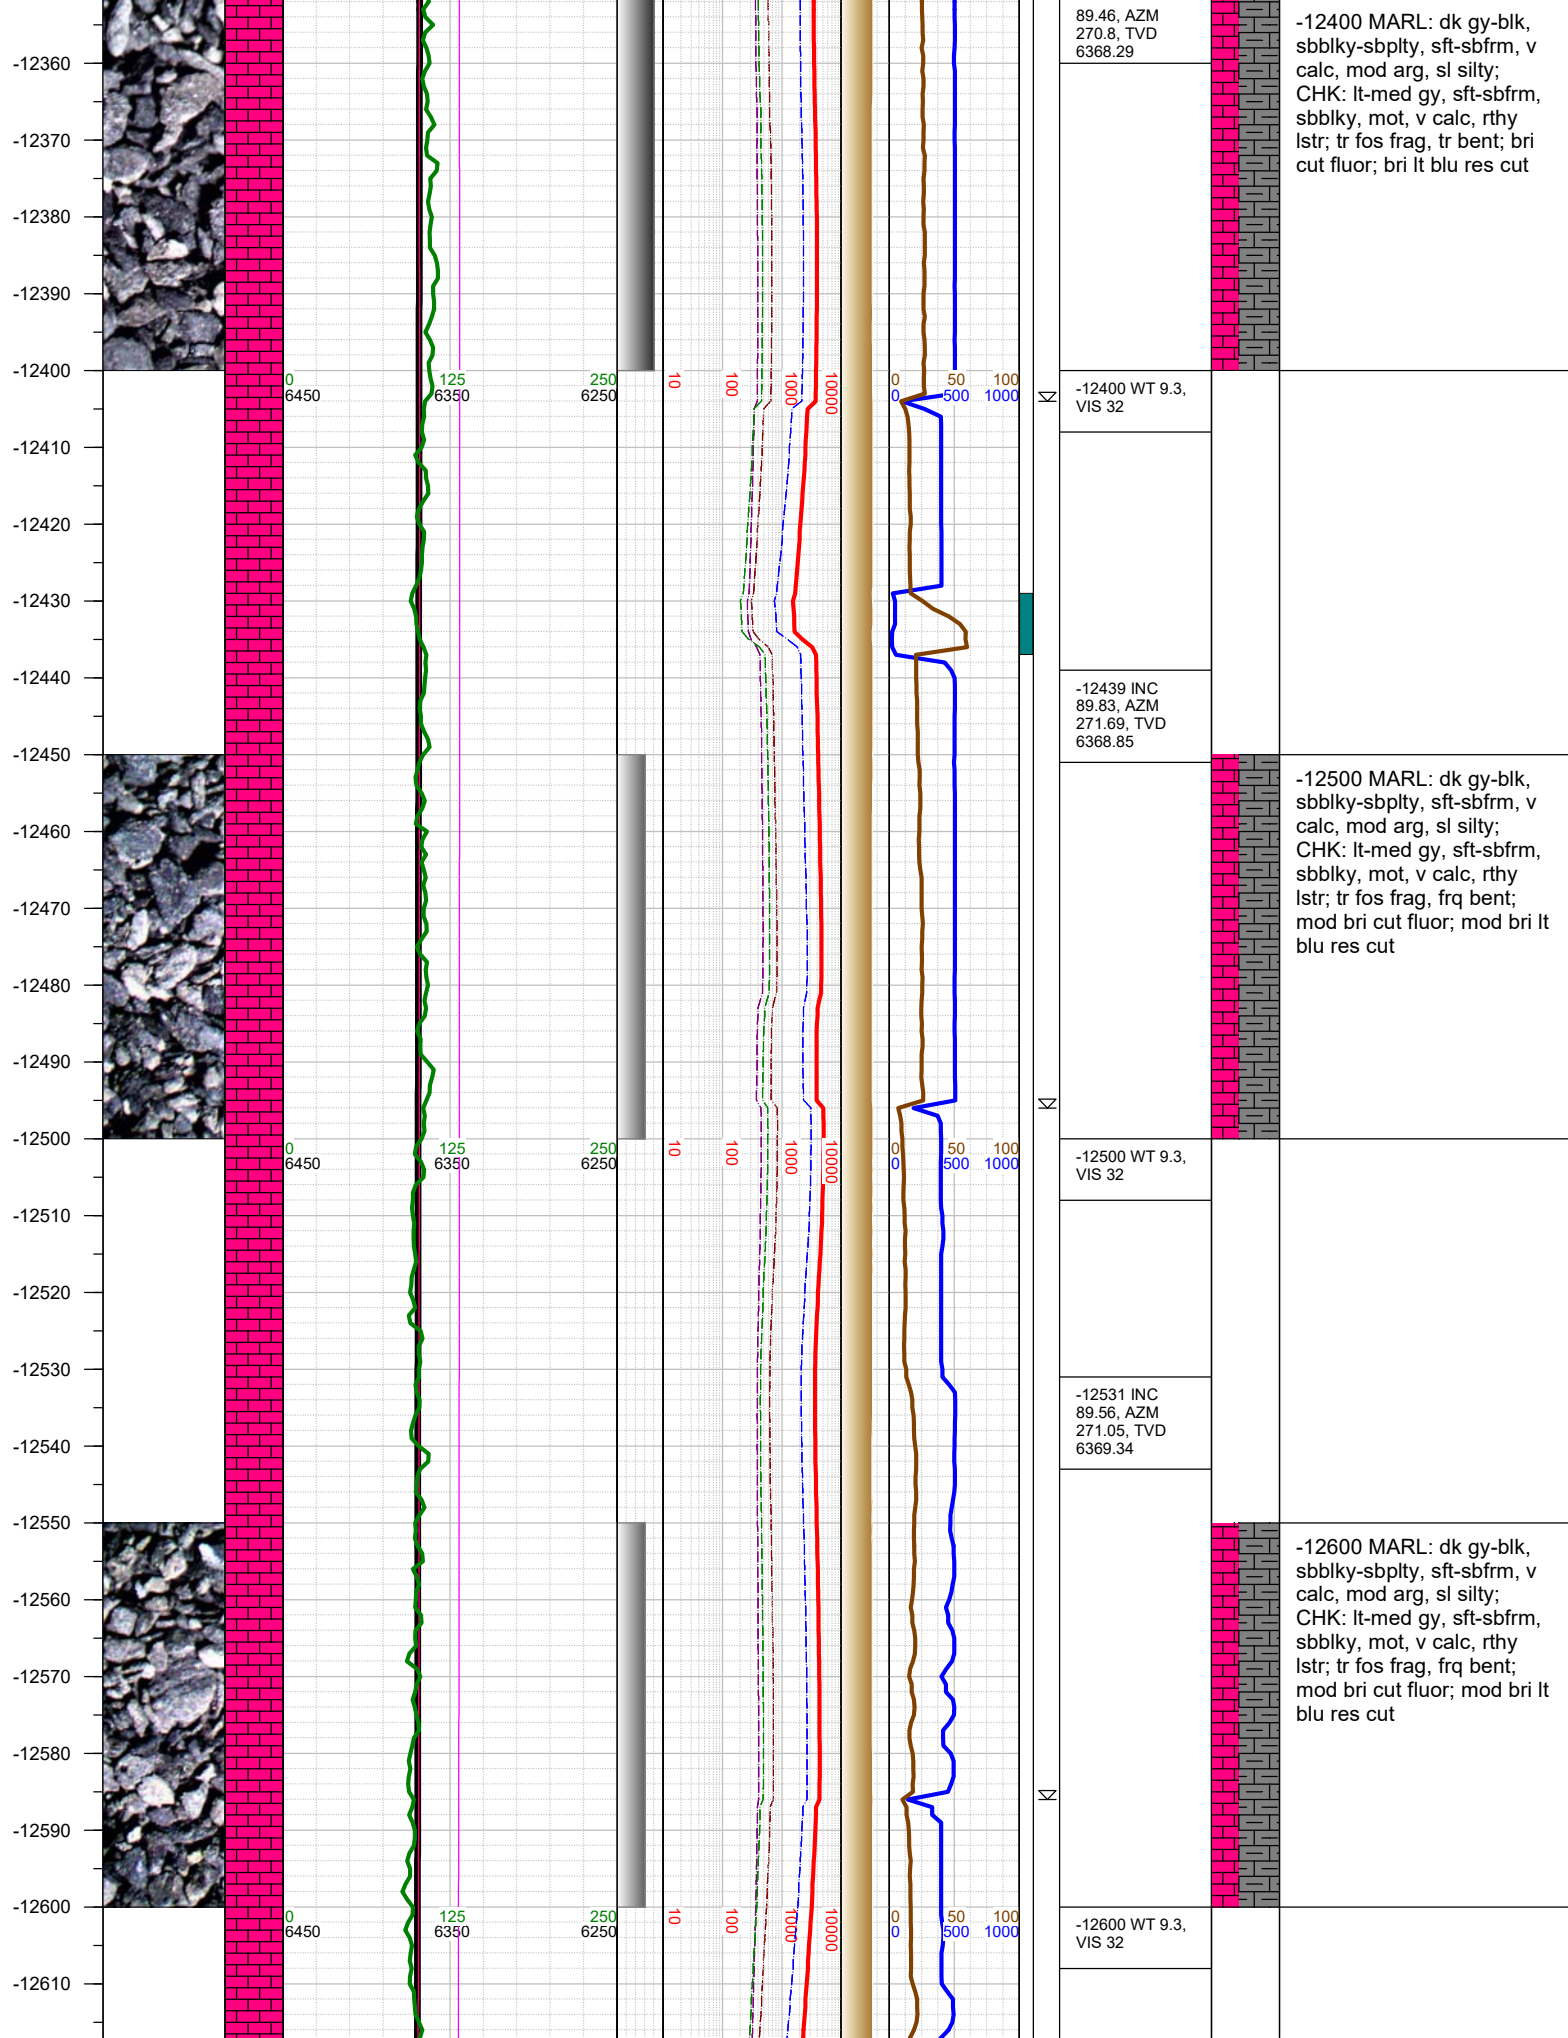 89.46, AZM
270.8, TVD
6368.29
-12400 MARL: dk gy-blk,
sbblky-sbplty, sft-sbfrm, v
calc, mod arg, sl silty;
CHK: lt-med gy, sft-sbfrm,
sbblky, mot, v calc, rthy
lstr; tr fos frag, tr bent; bri
cut fluor; bri lt blu res cut
-12360
-12370
-12380
-12390
-12400
0 125 250 10 100 1000 10000 0 50 100
6450 6350 6250 0 500 1000
-12400 WT 9.3,
VIS 32
-12410
-12420
-12430
-12440
-12439 INC
89.83, AZM
271.69, TVD
6368.85
-12450
-12500 MARL: dk gy-blk,
sbblky-sbplty, sft-sbfrm, v
calc, mod arg, sl silty;
CHK: lt-med gy, sft-sbfrm,
sbblky, mot, v calc, rthy
lstr; tr fos frag, frq bent;
mod bri cut fluor; mod bri lt
blu res cut
-12460
-12470
-12480
-12490
-12500
0 125 250 10 100 1000 10000 0 50 100
6450 6350 6250 0 500 1000
-12500 WT 9.3,
VIS 32
-12510
-12520
-12530
-12531 INC
89.56, AZM
271.05, TVD
6369.34
-12540
-12550
-12600 MARL: dk gy-blk,
sbblky-sbplty, sft-sbfrm, v
calc, mod arg, sl silty;
CHK: lt-med gy, sft-sbfrm,
sbblky, mot, v calc, rthy
lstr; tr fos frag, frq bent;
mod bri cut fluor; mod bri lt
blu res cut
-12560
-12570
-12580
-12590
-12600
0 125 250 10 100 1000 10000 0 50 100
6450 6350 6250 0 500 1000
-12600 WT 9.3,
VIS 32
-12610